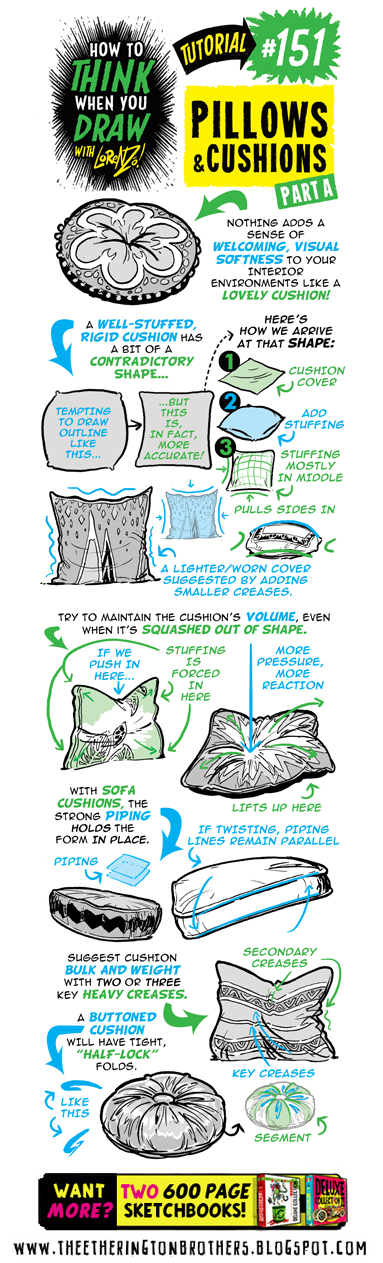 HOW TO
THINK
WHEN YOU
DRAW
WITH LORENZO!
TUTORIAL
#151
PILLOWS
& CUSHIONS
PART A
NOTHING ADDS A
SENSE OF
WELCOMING, VISUAL
SOFTNESS TO YOUR
INTERIOR
ENVIRONMENTS LIKE A
LOVELY CUSHION!
A WELL-STUFFED,
RIGID CUSHION HAS
A BIT OF A
CONTRADICTORY
SHAPE...
HERE'S
HOW WE ARRIVE
AT THAT SHAPE:
TEMPTING
TO DRAW
OUTLINE
LIKE
THIS...
...BUT
THIS
IS,
IN FACT,
MORE
ACCURATE!
1
CUSHION
COVER
2
ADD
STUFFING
3
STUFFING
MOSTLY
IN MIDDLE
PULLS SIDES IN
A LIGHTER/WORN COVER
SUGGESTED BY ADDING
SMALLER CREASES.
TRY TO MAINTAIN THE CUSHION'S VOLUME, EVEN
WHEN IT'S SQUASHED OUT OF SHAPE.
IF WE
PUSH IN
HERE...
STUFFING
IS
FORCED
IN
HERE
MORE
PRESSURE,
MORE
REACTION
LIFTS UP HERE
WITH SOFA
CUSHIONS, THE
STRONG PIPING
HOLDS THE
FORM IN PLACE.
IF TWISTING, PIPING
LINES REMAIN PARALLEL
PIPING
SUGGEST CUSHION
BULK AND WEIGHT
WITH TWO OR THREE
KEY HEAVY CREASES.
SECONDARY
CREASES
KEY CREASES
A BUTTONED
CUSHION
WILL HAVE TIGHT,
"HALF-LOCK"
FOLDS.
LIKE
THIS
SEGMENT
WANT
MORE?
TWO 600 PAGE
SKETCHBOOKS!
DELUXE
COLLECTION
WWW.THEETHERINGTONBROTHERS.BLOGSPOT.COM